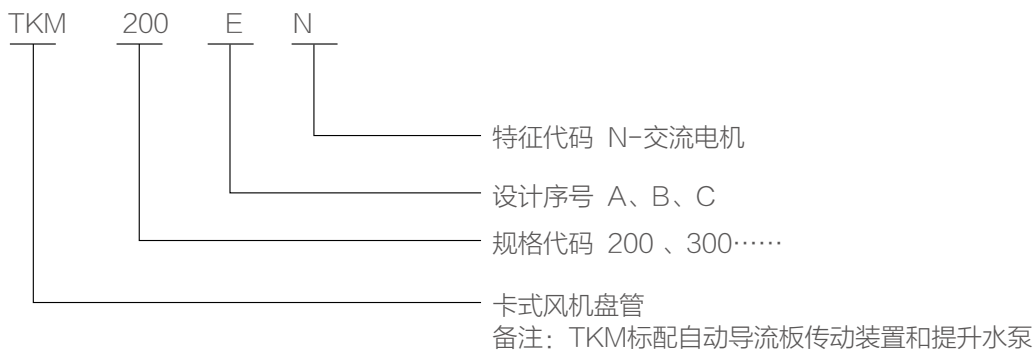 TKM 200 E N
特征代码 N-交流电机
设计序号 A、B、C
规格代码 200 、300……
卡式风机盘管
备注：TKM标配自动导流板传动装置和提升水泵